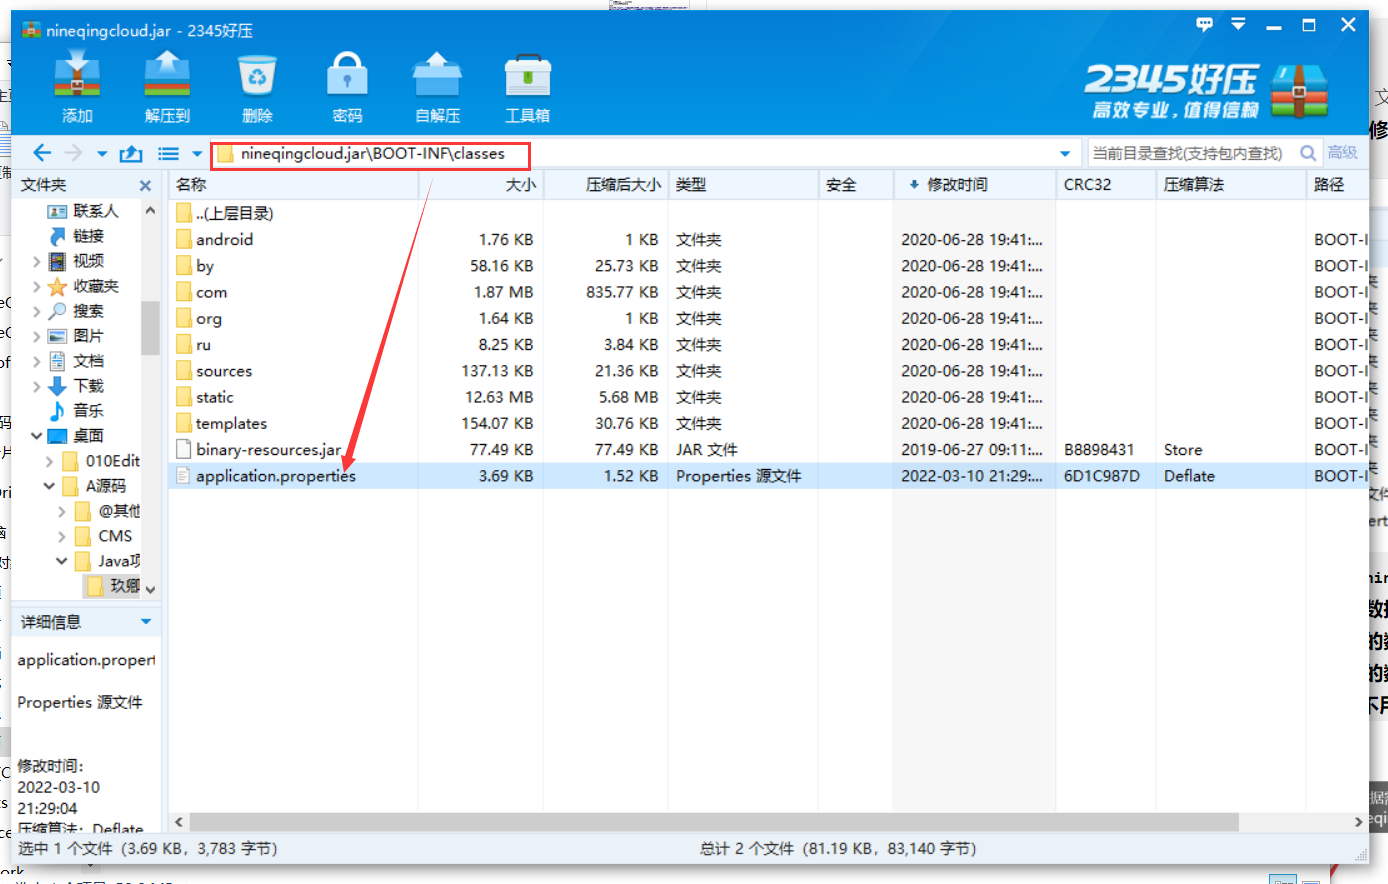 nineqingcloud.jar - 2345好压
添加 解压到 删除 密码 自解压 工具箱
2345好压
高效专业，值得信赖
nineqingcloud.jar\BOOT-INF\classes
当前目录查找(支持包内查找)
高级
文件夹
名称 大小 压缩后大小 类型 安全 修改时间 CRC32 压缩算法 路径
联系人
链接
视频
收藏夹
搜索
图片
文档
下载
音乐
桌面
010Edit
A源码
@其他
CMS
Java项
玖卿
..(上层目录)
android 1.76 KB 1 KB 文件夹 2020-06-28 19:41:... BOOT-I
by 58.16 KB 25.73 KB 文件夹 2020-06-28 19:41:... BOOT-I
com 1.87 MB 835.77 KB 文件夹 2020-06-28 19:41:... BOOT-I
org 1.64 KB 1 KB 文件夹 2020-06-28 19:41:... BOOT-I
ru 8.25 KB 3.84 KB 文件夹 2020-06-28 19:41:... BOOT-I
sources 137.13 KB 21.36 KB 文件夹 2020-06-28 19:41:... BOOT-I
static 12.63 MB 5.68 MB 文件夹 2020-06-28 19:41:... BOOT-I
templates 154.07 KB 30.76 KB 文件夹 2020-06-28 19:41:... BOOT-I
binary-resources.jar 77.49 KB 77.49 KB JAR 文件 2019-06-27 09:11:... B8898431 Store BOOT-I
application.properties 3.69 KB 1.52 KB Properties 源文件 2022-03-10 21:29:... 6D1C987D Deflate BOOT-I
详细信息
application.propert
Properties 源文件
修改时间:
2022-03-10
21:29:04
压缩算法: Deflate
选中 1 个文件（3.69 KB，3,783 字节）
总计 2 个文件（81.19 KB，83,140 字节）